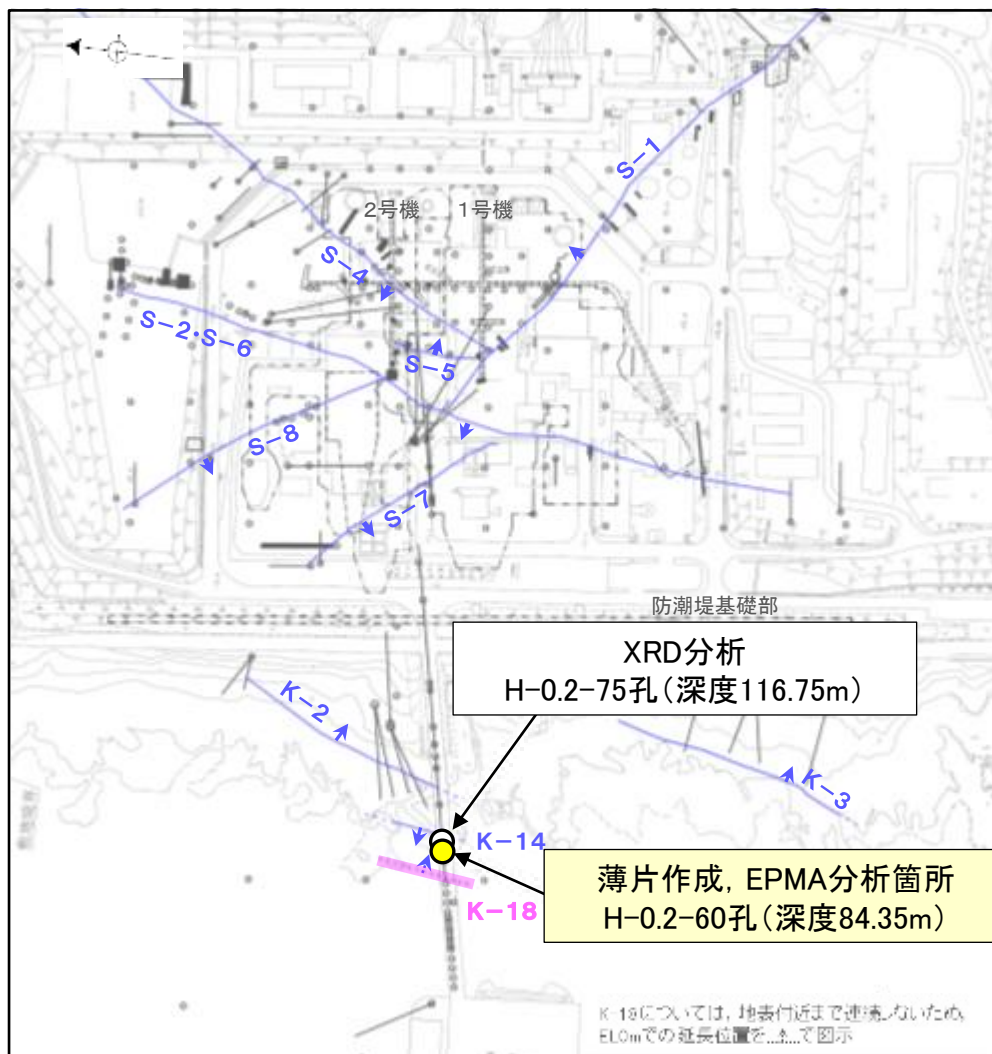 S-1
2号機
1号機
S-4
S-2・S-6
S-5
S-8
S-7
防潮堤基礎部
XRD分析
H-0.2-75孔(深度116.75m)
K-2
K-3
K-14
薄片作成, EPMA分析箇所
H-0.2-60孔(深度84.35m)
K-18
K-18については, 地表付近まで連続しないため,
EL0mでの延長位置を で図示